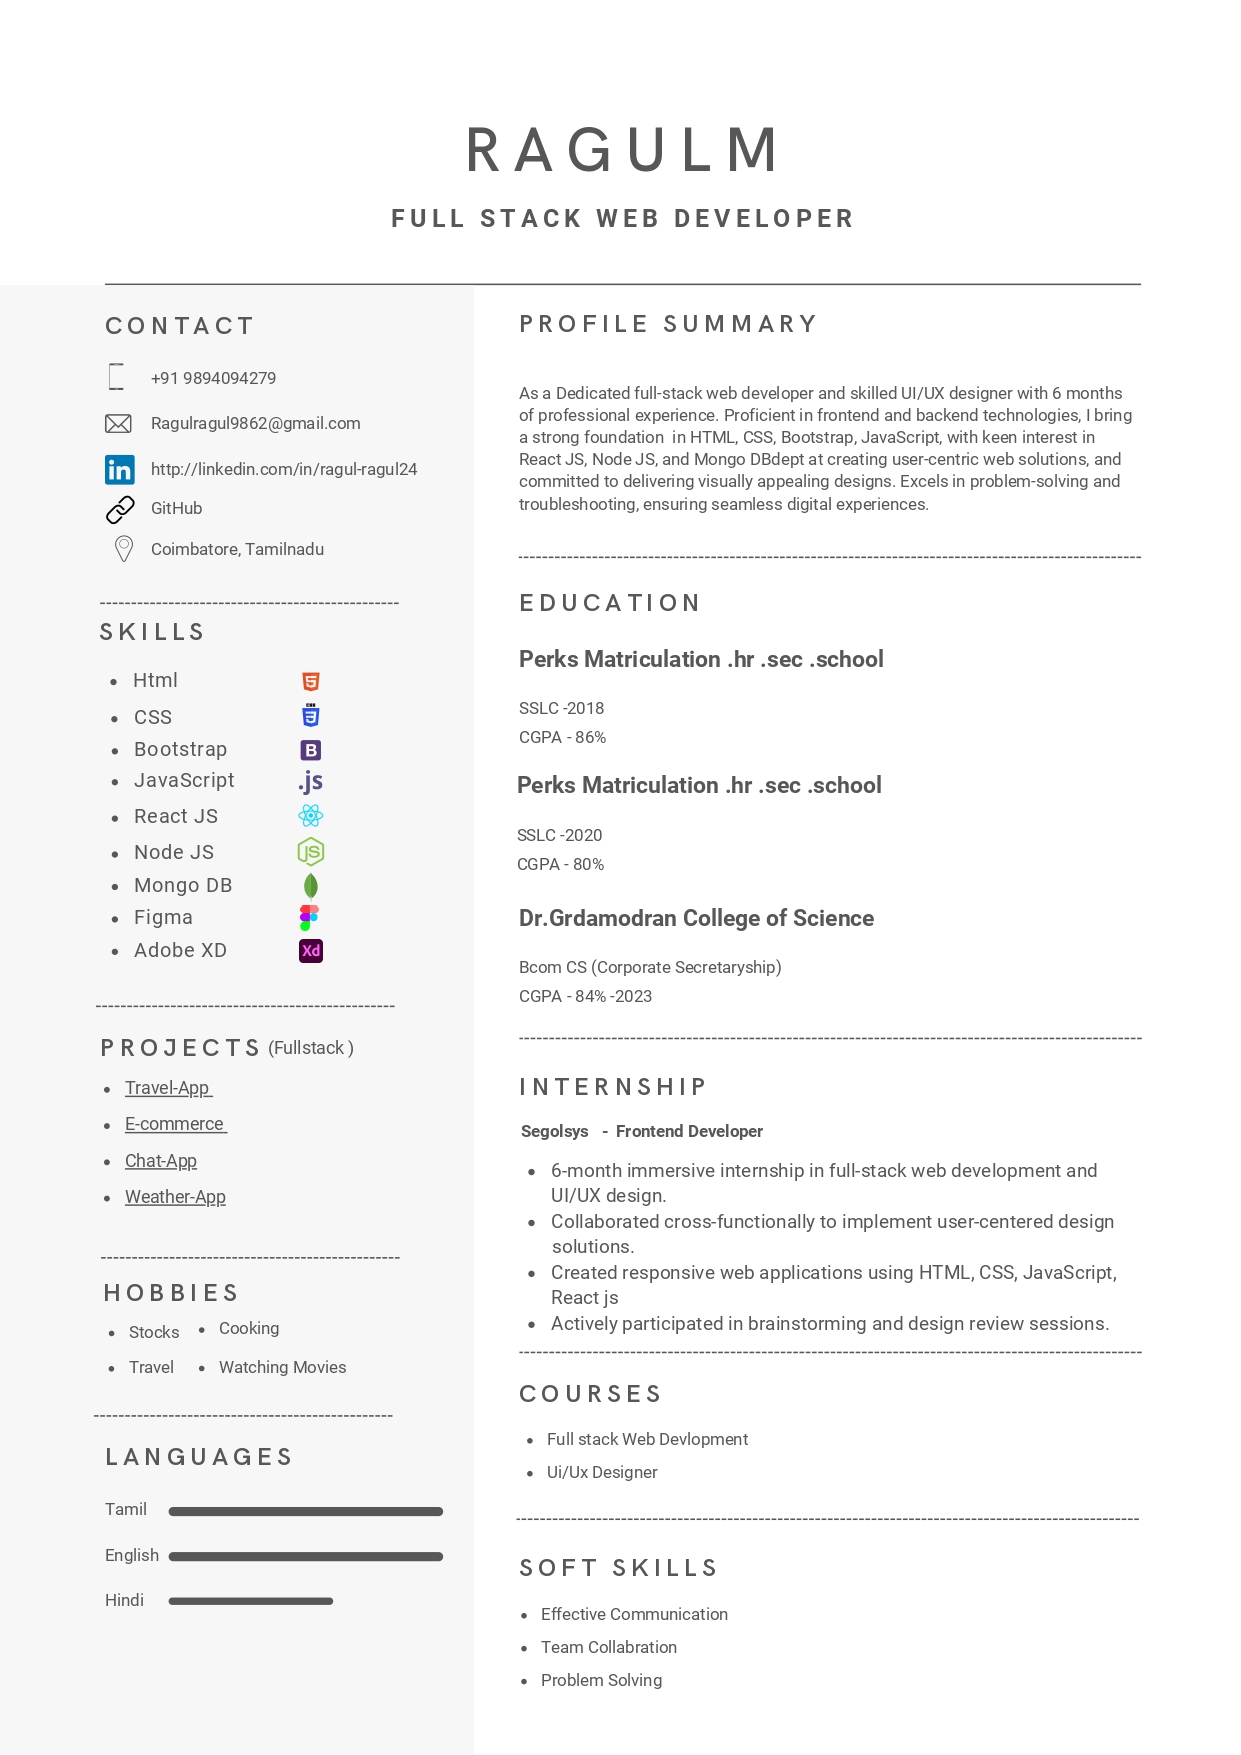 RAGULM
FULL STACK WEB DEVELOPER
CONTACT
+91 9894094279
Ragulragul9862@gmail.com
in http://linkedin.com/in/ragul-ragul24
GitHub
Coimbatore, Tamilnadu
------------------------------------------------
SKILLS
• Html 5
• CSS 3
• Bootstrap B
• JavaScript .js
• React JS
• Node JS JS
• Mongo DB
• Figma
• Adobe XD Xd
------------------------------------------------
PROJECTS (Fullstack )
• Travel-App
• E-commerce
• Chat-App
• Weather-App
------------------------------------------------
HOBBIES
• Stocks • Cooking
• Travel • Watching Movies
------------------------------------------------
LANGUAGES
Tamil
English
Hindi
PROFILE SUMMARY
As a Dedicated full-stack web developer and skilled UI/UX designer with 6 months
of professional experience. Proficient in frontend and backend technologies, I bring
a strong foundation  in HTML, CSS, Bootstrap, JavaScript, with keen interest in
React JS, Node JS, and Mongo DBdept at creating user-centric web solutions, and
committed to delivering visually appealing designs. Excels in problem-solving and
troubleshooting, ensuring seamless digital experiences.
----------------------------------------------------------------------------------------------------
EDUCATION
Perks Matriculation .hr .sec .school
SSLC -2018
CGPA - 86%
Perks Matriculation .hr .sec .school
SSLC -2020
CGPA - 80%
Dr.Grdamodran College of Science
Bcom CS (Corporate Secretaryship)
CGPA - 84% -2023
----------------------------------------------------------------------------------------------------
INTERNSHIP
Segolsys - Frontend Developer
• 6-month immersive internship in full-stack web development and
UI/UX design.
• Collaborated cross-functionally to implement user-centered design
solutions.
• Created responsive web applications using HTML, CSS, JavaScript,
React js
• Actively participated in brainstorming and design review sessions.
----------------------------------------------------------------------------------------------------
COURSES
• Full stack Web Devlopment
• Ui/Ux Designer
----------------------------------------------------------------------------------------------------
SOFT SKILLS
• Effective Communication
• Team Collabration
• Problem Solving